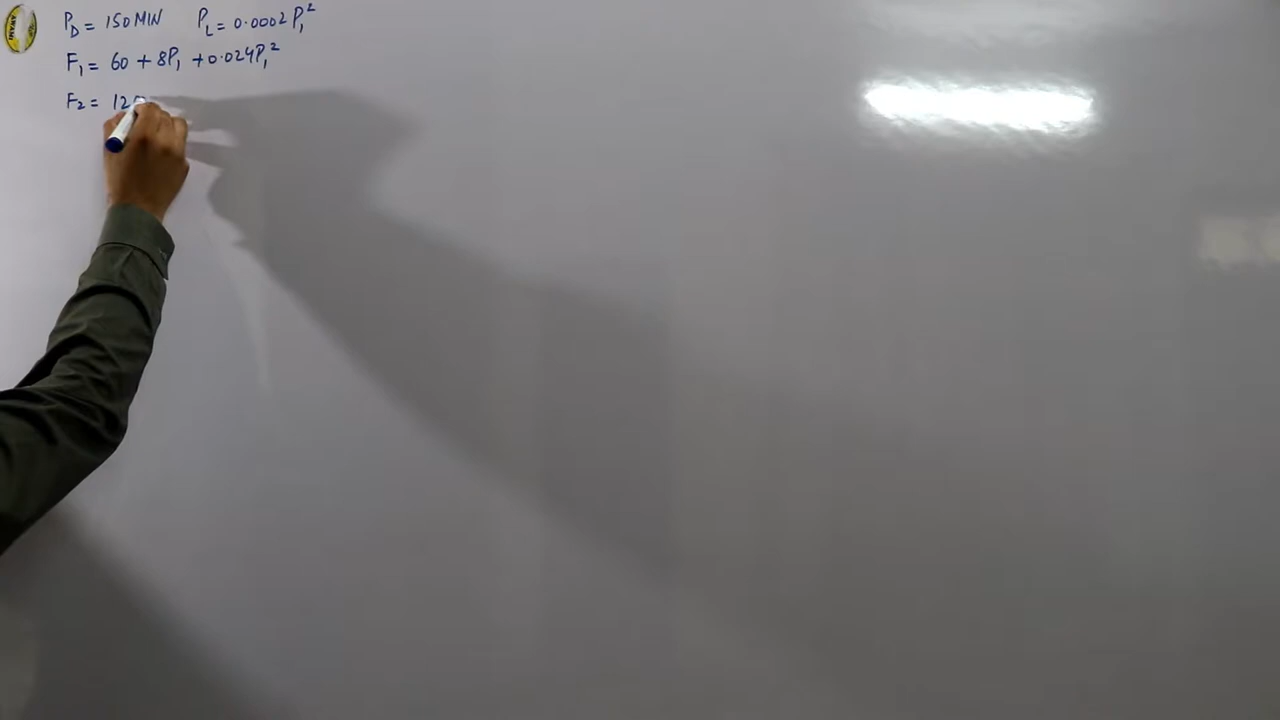 P_D = 150 MW P_L = 0.0002 P₁²
F₁ = 60 + 8P₁ + 0.024P₁²
F₂ = 12